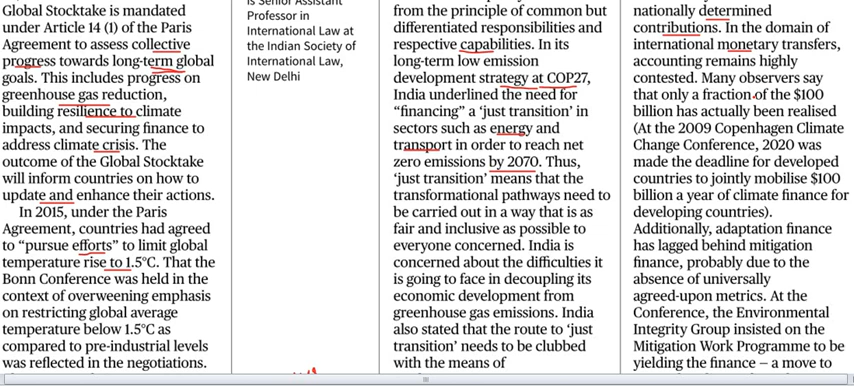 Global Stocktake is mandated
under Article 14 (1) of the Paris
Agreement to assess collective
progress towards long-term global
goals. This includes progress on
greenhouse gas reduction,
building resilience to climate
impacts, and securing finance to
address climate crisis. The
outcome of the Global Stocktake
will inform countries on how to
update and enhance their actions.
In 2015, under the Paris
Agreement, countries had agreed
to “pursue efforts” to limit global
temperature rise to 1.5°C. That the
Bonn Conference was held in the
context of overweening emphasis
on restricting global average
temperature below 1.5°C as
compared to pre-industrial levels
was reflected in the negotiations.
is Senior Assistant
Professor in
International Law at
the Indian Society of
International Law,
New Delhi
from the principle of common but
differentiated responsibilities and
respective capabilities. In its
long-term low emission
development strategy at COP27,
India underlined the need for
“financing” a ‘just transition’ in
sectors such as energy and
transport in order to reach net
zero emissions by 2070. Thus,
‘just transition’ means that the
transformational pathways need to
be carried out in a way that is as
fair and inclusive as possible to
everyone concerned. India is
concerned about the difficulties it
is going to face in decoupling its
economic development from
greenhouse gas emissions. India
also stated that the route to ‘just
transition’ needs to be clubbed
with the means of
nationally determined
contributions. In the domain of
international monetary transfers,
accounting remains highly
contested. Many observers say
that only a fraction of the $100
billion has actually been realised
(At the 2009 Copenhagen Climate
Change Conference, 2020 was
made the deadline for developed
countries to jointly mobilise $100
billion a year of climate finance for
developing countries).
Additionally, adaptation finance
has lagged behind mitigation
finance, probably due to the
absence of universally
agreed-upon metrics. At the
Conference, the Environmental
Integrity Group insisted on the
Mitigation Work Programme to be
yielding the finance — a move to